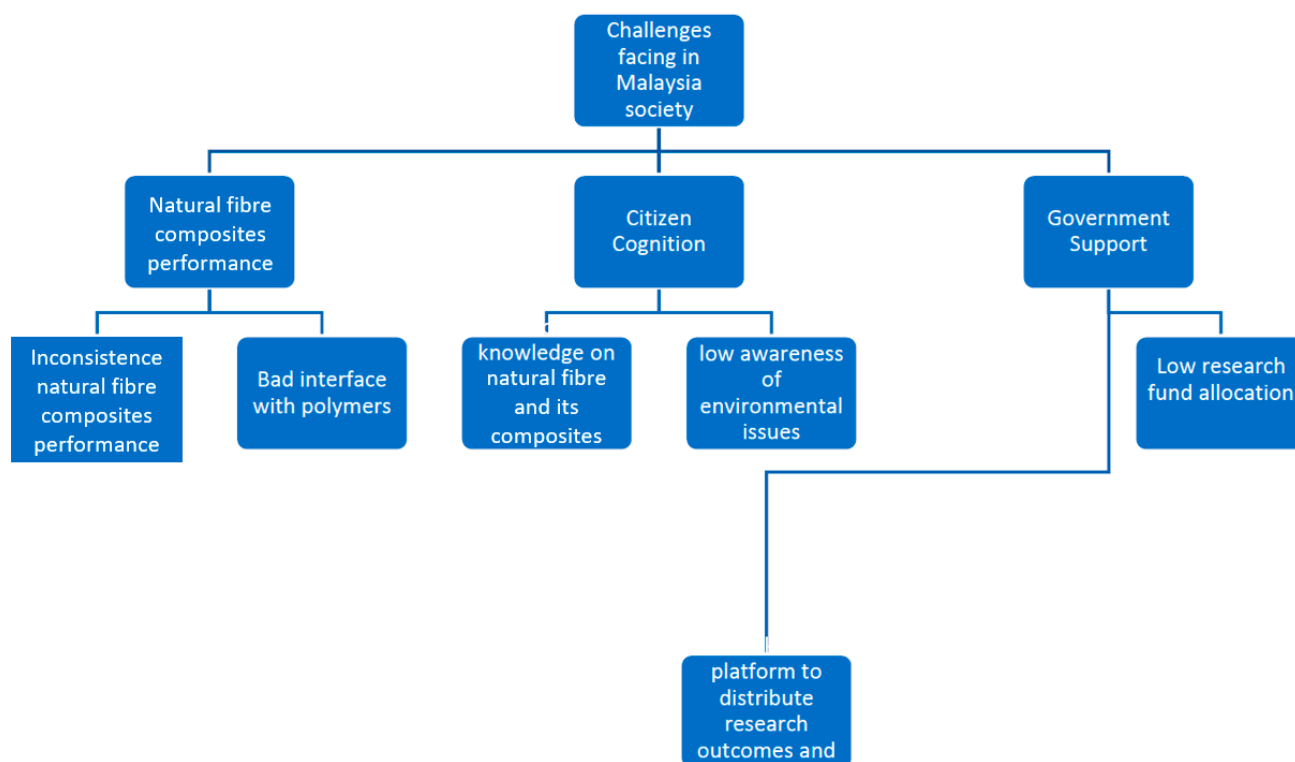 Challenges
facing in
Malaysia
society
Natural fibre
composites
performance
Citizen
Cognition
Government
Support
Inconsistence
natural fibre
composites
performance
Bad interface
with polymers
knowledge on
natural fibre
and its
composites
low awareness
of
environmental
issues
Low research
fund allocation
platform to
distribute
research
outcomes and